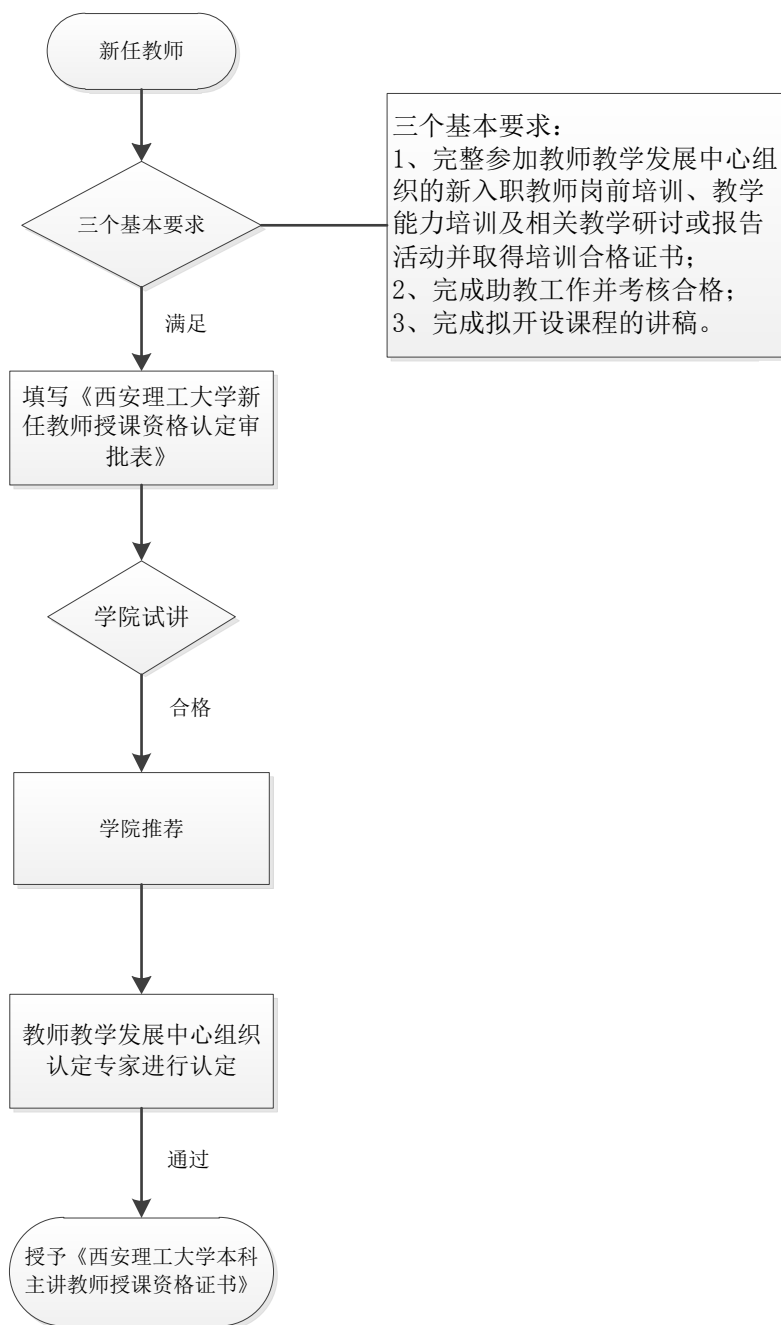 新任教师
三个基本要求
三个基本要求：
1、完整参加教师教学发展中心组
织的新入职教师岗前培训、教学
能力培训及相关教学研讨或报告
活动并取得培训合格证书；
2、完成助教工作并考核合格；
3、完成拟开设课程的讲稿。
满足
填写《西安理工大学新
任教师授课资格认定审
批表》
学院试讲
合格
学院推荐
教师教学发展中心组织
认定专家进行认定
通过
授予《西安理工大学本科
主讲教师授课资格证书》